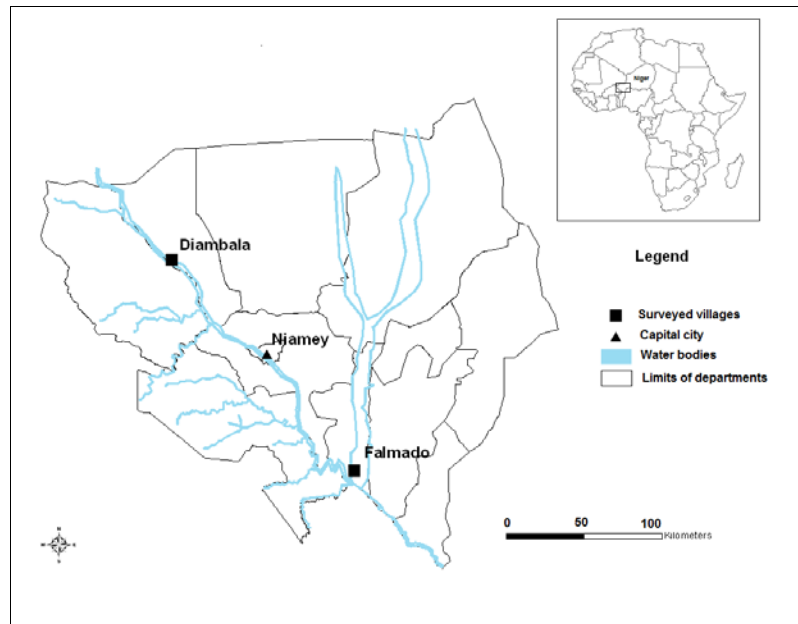 Niger
Diambala
Legend
Surveyed villages
Capital city
Niamey
Water bodies
Limits of departments
Falmado
0 50 100
Kilometers
N
W E
S